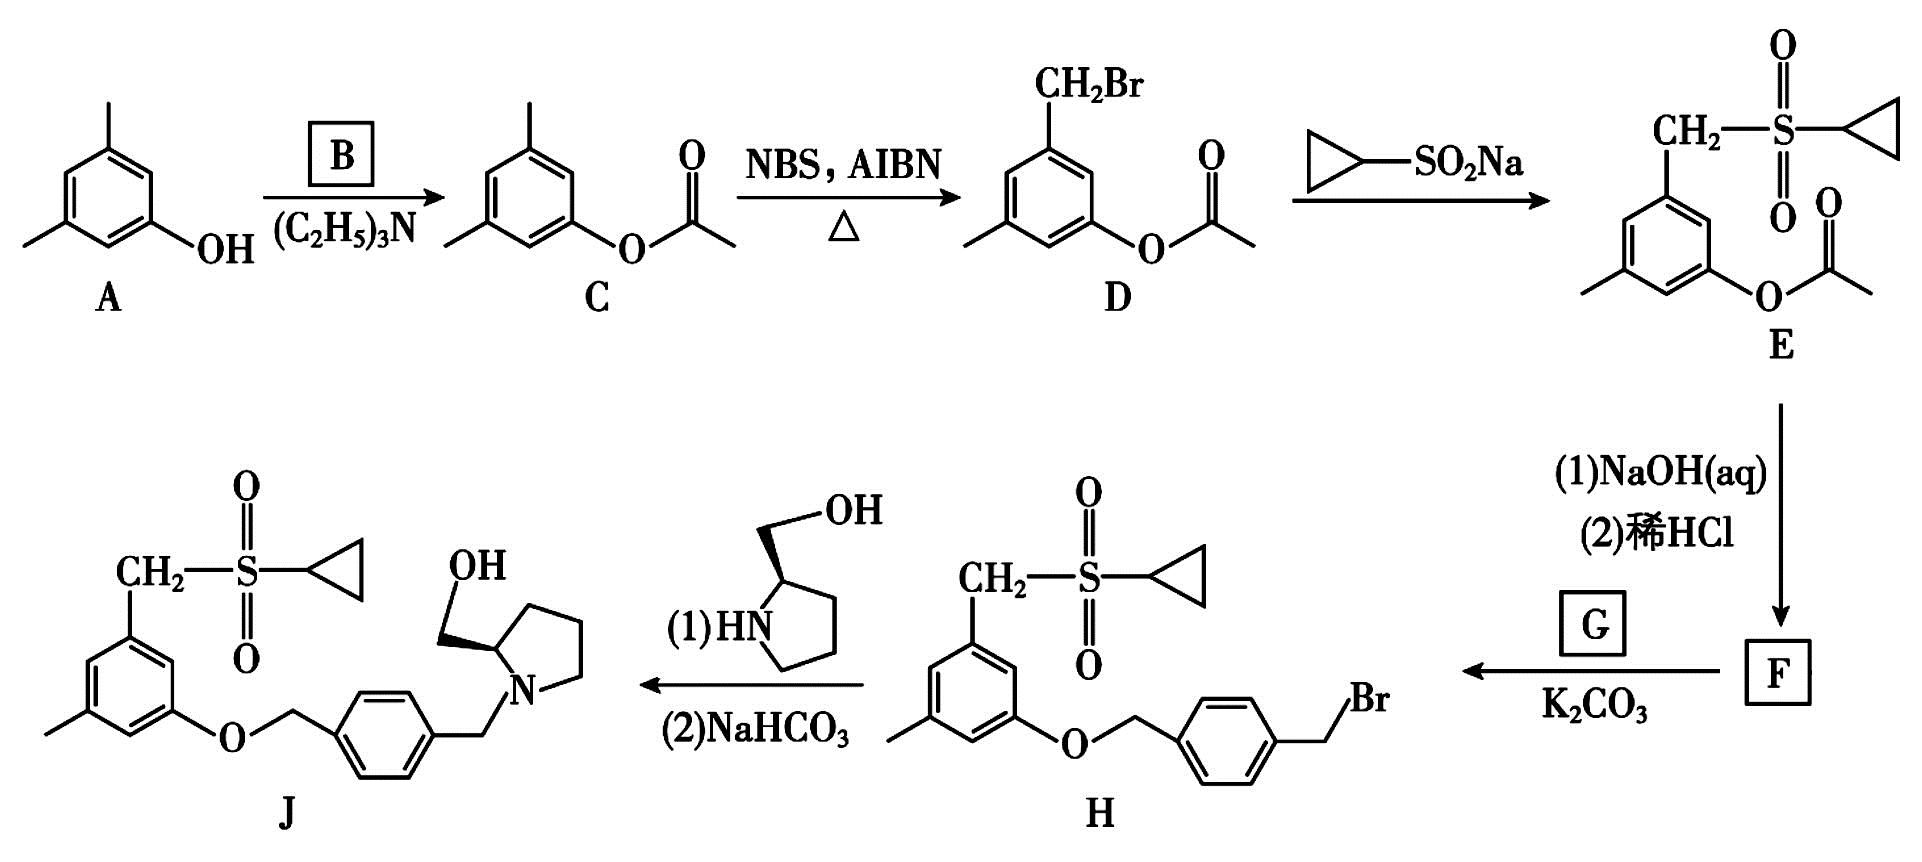 B
(C₂H₅)₃N
OH
A
O
O
C
NBS, AIBN
△
CH₂Br
O
O
D
SO₂Na
O
CH₂
S
O
O
O
E
(1)NaOH(aq)
(2)稀HCl
F
G
K₂CO₃
O
CH₂
S
O
O
Br
H
OH
(1)HN
(2)NaHCO₃
O
CH₂
S
O
OH
N
O
J